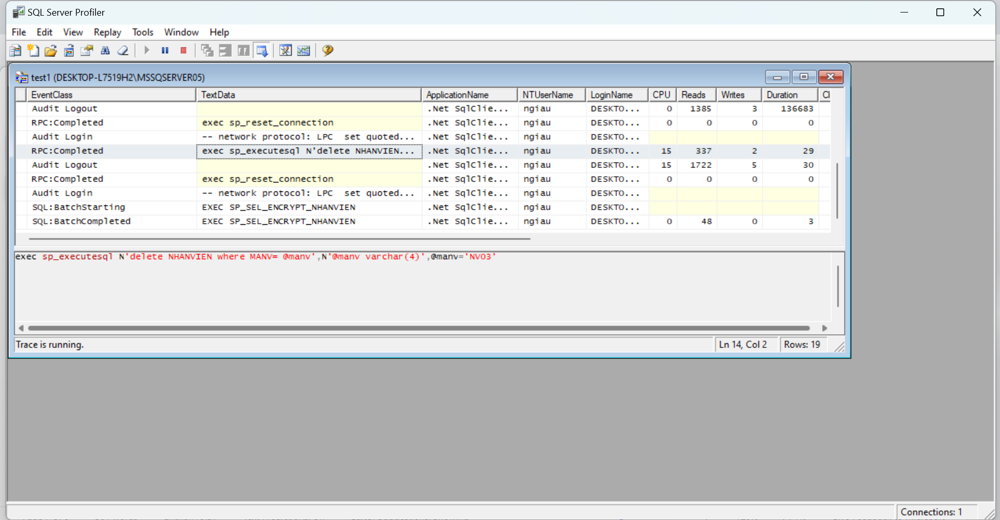 SQL Server Profiler
File Edit View Replay Tools Window Help
test1 (DESKTOP-L7519H2\MSSQSERVER05)
EventClass TextData ApplicationName NTUserName LoginName CPU Reads Writes Duration Cl
Audit Logout .Net SqlClie... ngiau DESKTO... 0 1385 3 136683
RPC:Completed exec sp_reset_connection .Net SqlClie... ngiau DESKTO... 0 0 0 0
Audit Login -- network protocol: LPC set quoted... .Net SqlClie... ngiau DESKTO...
RPC:Completed exec sp_executesql N'delete NHANVIEN... .Net SqlClie... ngiau DESKTO... 15 337 2 29
Audit Logout .Net SqlClie... ngiau DESKTO... 15 1722 5 30
RPC:Completed exec sp_reset_connection .Net SqlClie... ngiau DESKTO... 0 0 0 0
Audit Login -- network protocol: LPC set quoted... .Net SqlClie... ngiau DESKTO...
SQL:BatchStarting EXEC SP_SEL_ENCRYPT_NHANVIEN .Net SqlClie... ngiau DESKTO...
SQL:BatchCompleted EXEC SP_SEL_ENCRYPT_NHANVIEN .Net SqlClie... ngiau DESKTO... 0 48 0 3
exec sp_executesql N'delete NHANVIEN where MANV= @manv',N'@manv varchar(4)',@manv='NV03'
Trace is running. Ln 14, Col 2 Rows: 19
Connections: 1